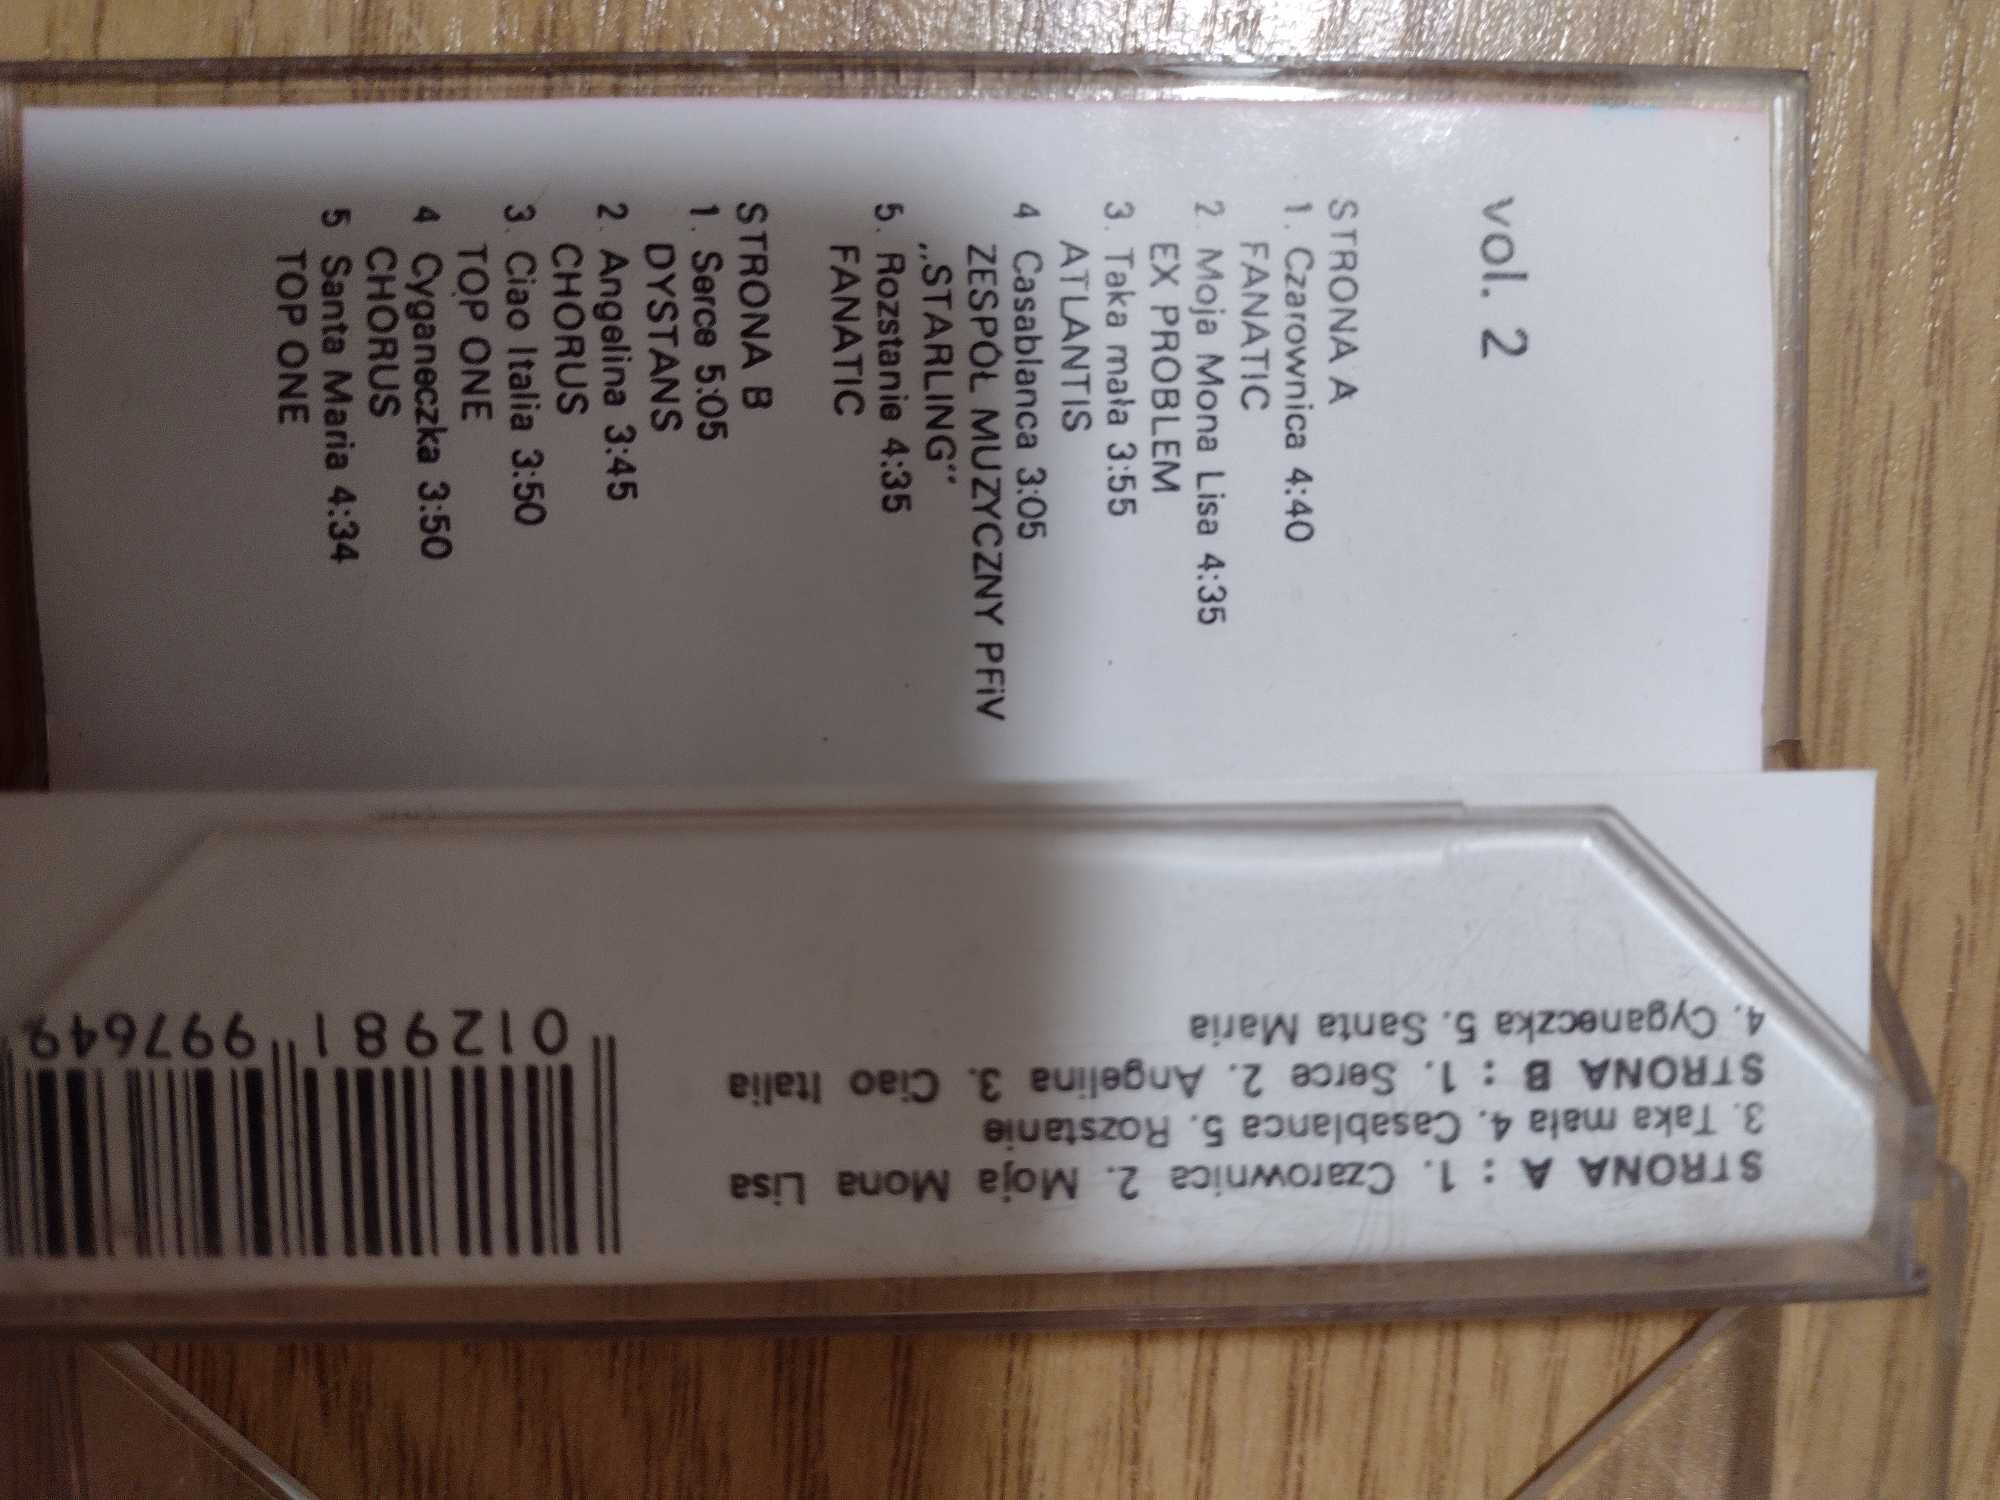 vol. 2
STRONA A
1. Czarownica 4:40
FANATIC
2. Moja Mona Lisa 4:35
EX PROBLEM
3. Taka mała 3:55
ATLANTIS
4 Casablanca 3:05
ZESPÓŁ MUZYCZNY PFiV
„STARLING”
5. Rozstanie 4:35
FANATIC
STRONA B
1. Serce 5:05
DYSTANS
2. Angelina 3:45
CHORUS
3. Ciao Italia 3:50
TOP ONE
4 Cyganeczka 3:50
CHORUS
5 Santa Maria 4:34
TOP ONE
STRONA A : 1. Czarownica 2. Moja Mona Lisa
3. Taka mała 4. Casablanca 5. Rozstanie
STRONA B : 1. Serce 2. Angelina 3. Ciao Italia
4. Cyganeczka 5. Santa Maria
012981 997649